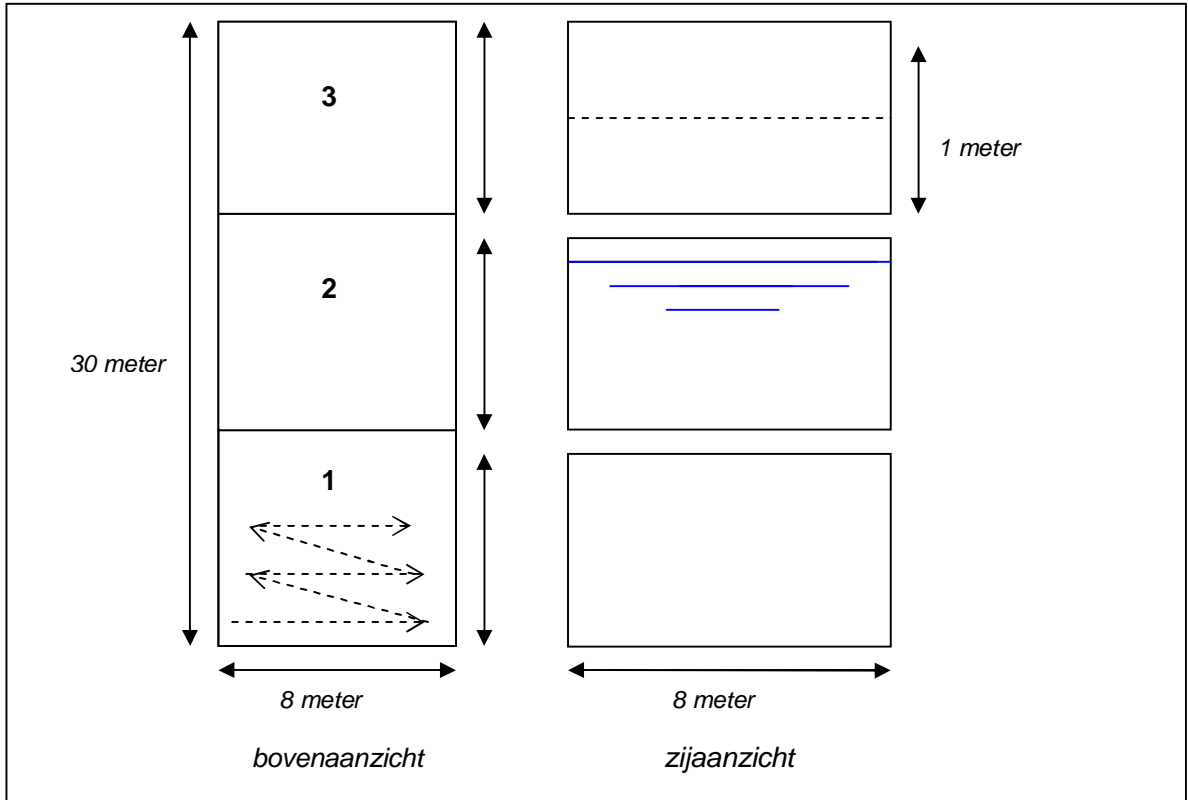 3
1 meter
2
30 meter
1
8 meter
8 meter
bovenaanzicht
zijaanzicht